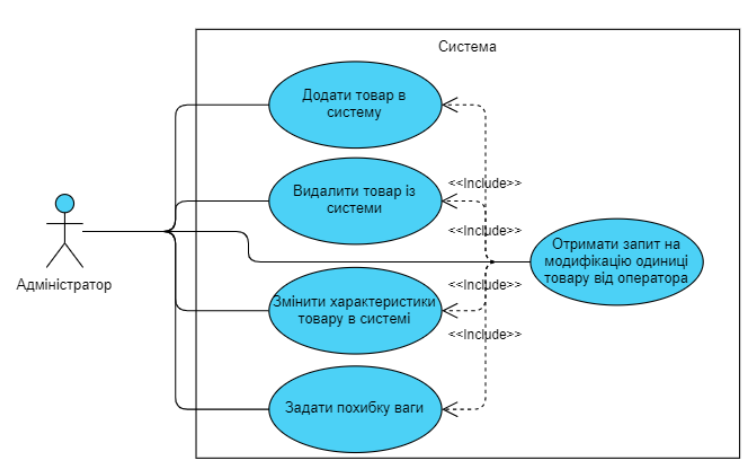 Система
Додати товар в
систему
Видалити товар із
системи
<<Include>>
<<Include>>
Отримати запит на
модифікацію одиниці
товару від оператора
Адміністратор
Змінити характеристики
товару в системі
<<Include>>
<<Include>>
Задати похибку ваги